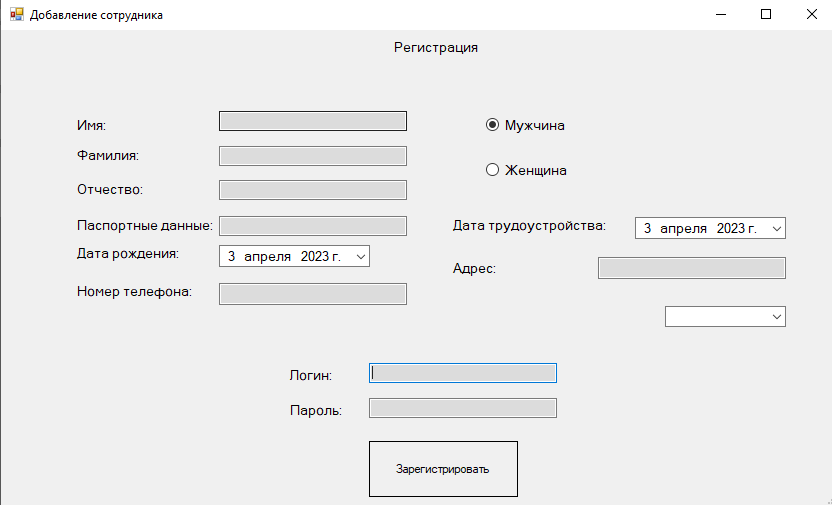 Добавление сотрудника
Регистрация
Имя:
Мужчина
Фамилия:
Женщина
Отчество:
Паспортные данные:
Дата трудоустройства:
3 апреля 2023 г.
Дата рождения:
3 апреля 2023 г.
Адрес:
Номер телефона:
Логин:
Пароль:
Зарегистрировать